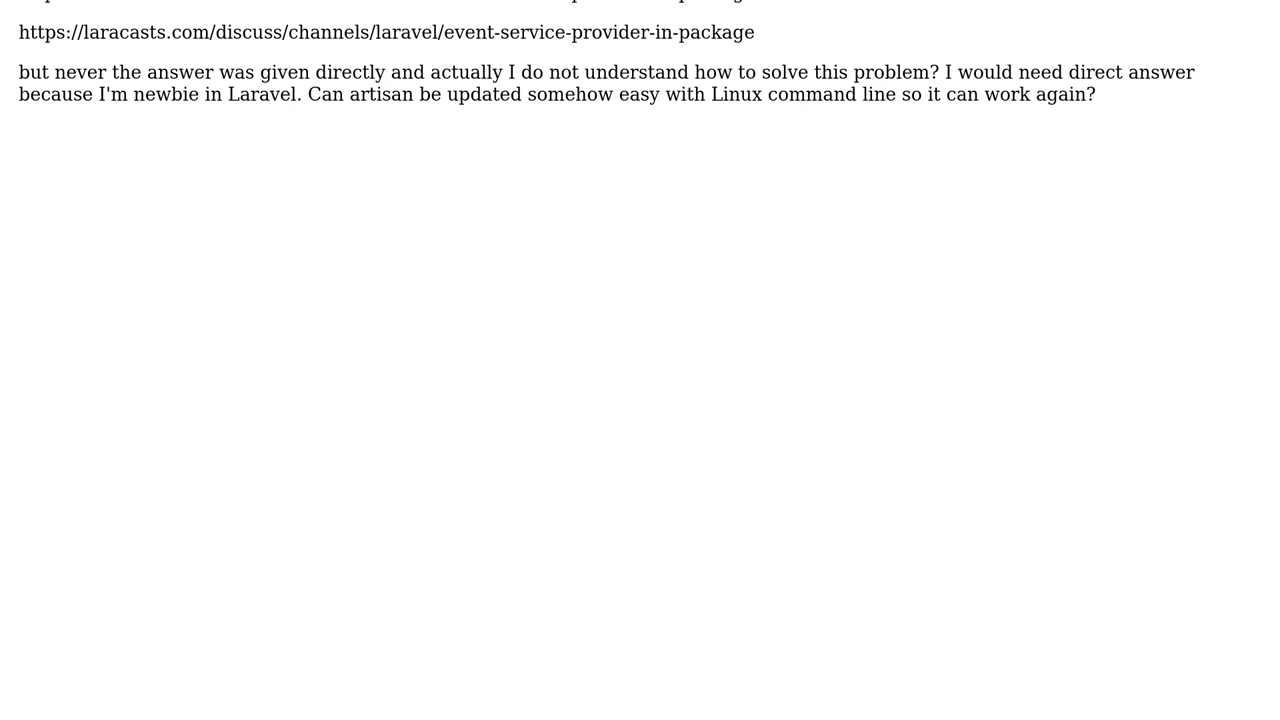 https://laracasts.com/discuss/channels/laravel/event-service-provider-in-package
but never the answer was given directly and actually I do not understand how to solve this problem? I would need direct answer
because I'm newbie in Laravel. Can artisan be updated somehow easy with Linux command line so it can work again?